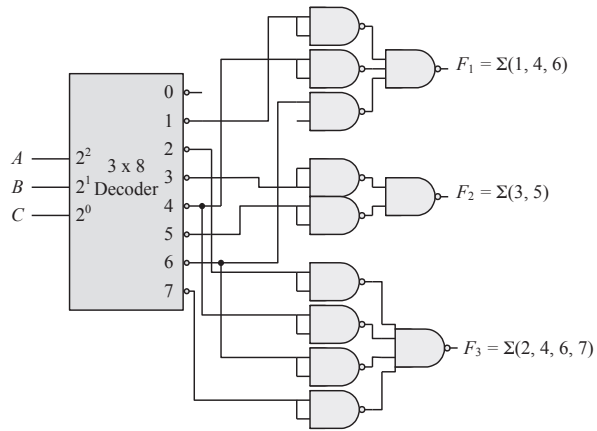 0
1
2
3
4
5
6
7
A
B
C
2²
2¹
2⁰
3 x 8
Decoder
F₁ = Σ(1, 4, 6)
F₂ = Σ(3, 5)
F₃ = Σ(2, 4, 6, 7)